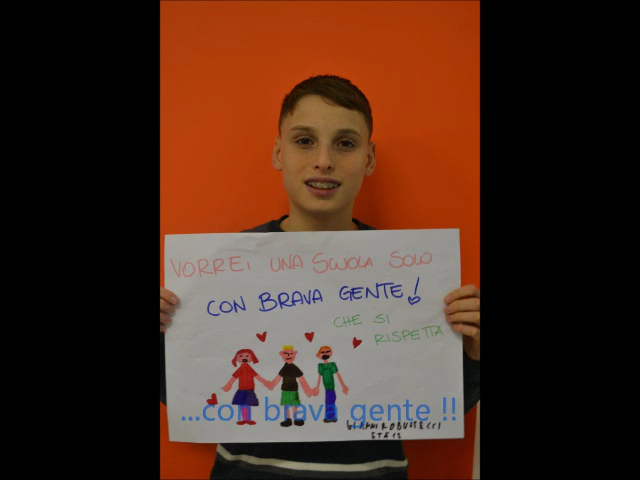 VORREI UNA SCUOLA SOLO
CON BRAVA GENTE!
CHE SI
RISPETTA
...con brava gente !!